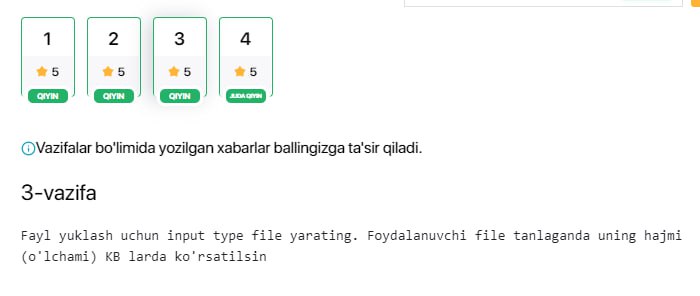 1 2 3 4
5 5 5 5
QIYIN QIYIN QIYIN JUDA QIYIN
Vazifalar bo'limida yozilgan xabarlar ballingizga ta'sir qiladi.
3-vazifa
Fayl yuklash uchun input type file yarating. Foydalanuvchi file tanlaganda uning hajmi
(o'lchami) KB larda ko'rsatilsin